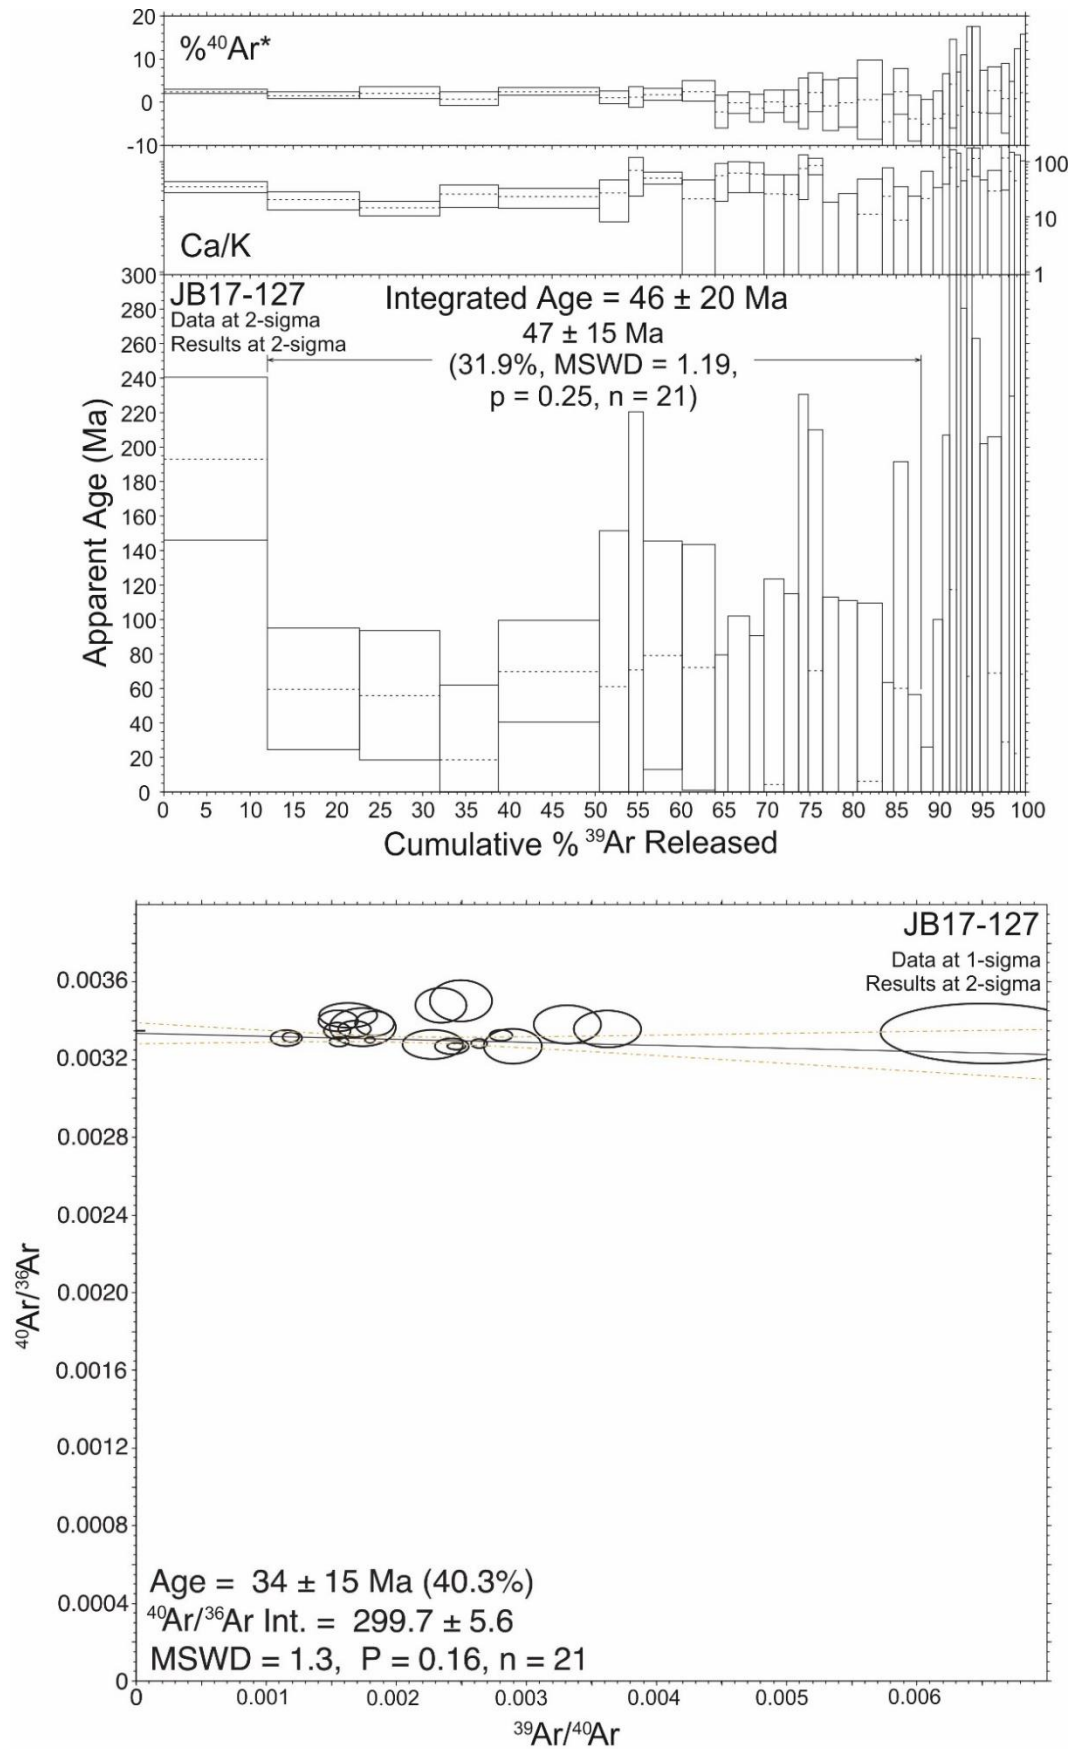 20
10
0
-10
%⁴⁰Ar*
100
10
1
Ca/K
300
280
260
240
220
200
180
160
140
120
100
80
60
40
20
0
Apparent Age (Ma)
JB17-127
Data at 2-sigma
Results at 2-sigma
Integrated Age = 46 ± 20 Ma
47 ± 15 Ma
(31.9%, MSWD = 1.19,
p = 0.25, n = 21)
0 5 10 15 20 25 30 35 40 45 50 55 60 65 70 75 80 85 90 95 100
Cumulative % ³⁹Ar Released
JB17-127
Data at 1-sigma
Results at 2-sigma
0.0036
0.0032
0.0028
0.0024
0.0020
0.0016
0.0012
0.0008
0.0004
0
⁴⁰Ar/³⁶Ar
Age = 34 ± 15 Ma (40.3%)
⁴⁰Ar/³⁶Ar Int. = 299.7 ± 5.6
MSWD = 1.3, P = 0.16, n = 21
0 0.001 0.002 0.003 0.004 0.005 0.006
³⁹Ar/⁴⁰Ar